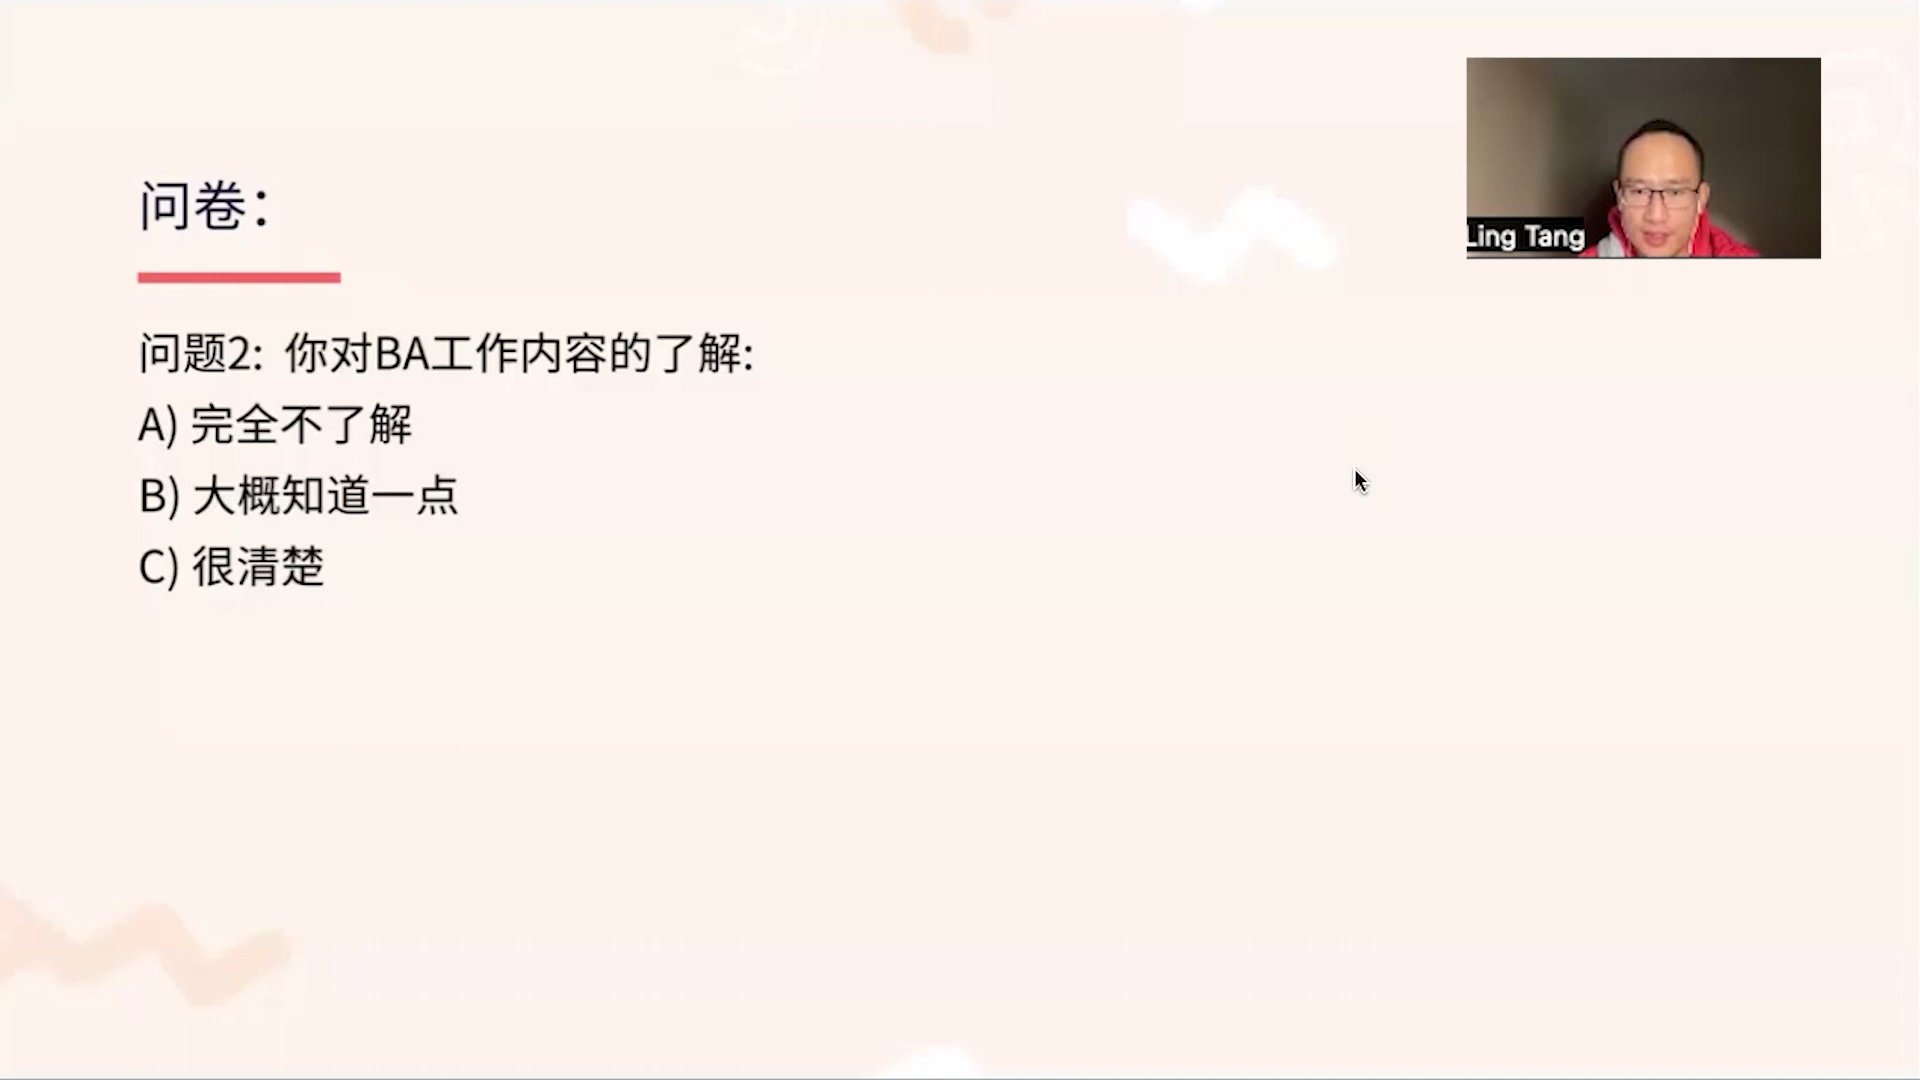 问卷：
问题2: 你对BA工作内容的了解:
A) 完全不了解
B) 大概知道一点
C) 很清楚
Ling Tang